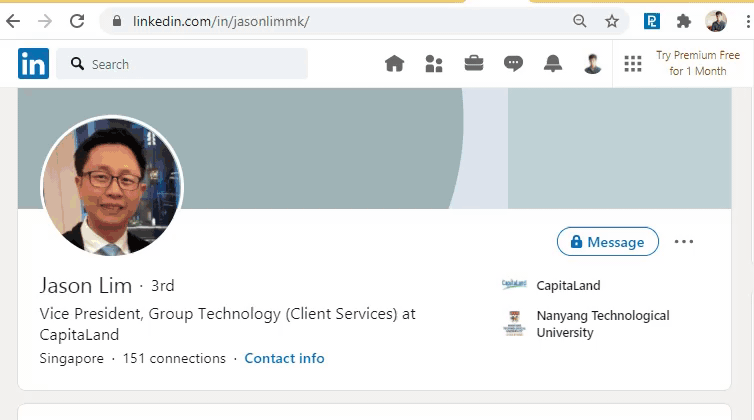 linkedin.com/in/jasonlimmk/
in
Search
Try Premium Free
for 1 Month
Message
Jason Lim · 3rd
Vice President, Group Technology (Client Services) at
CapitaLand
Singapore · 151 connections · Contact info
CapitaLand
CapitaLand
Nanyang Technological
University